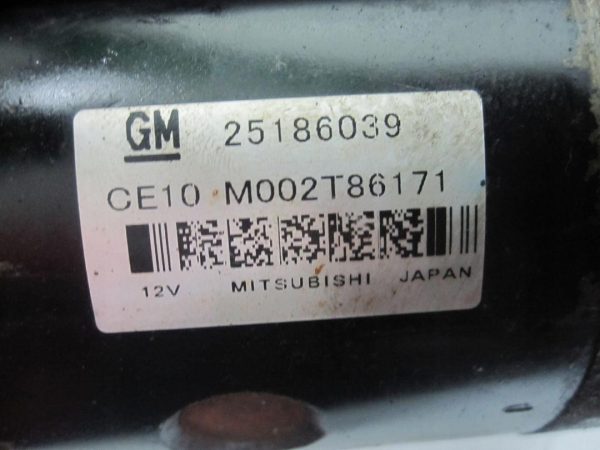 GM 25186039
CE10 M002T86171
12V MITSUBISHI JAPAN